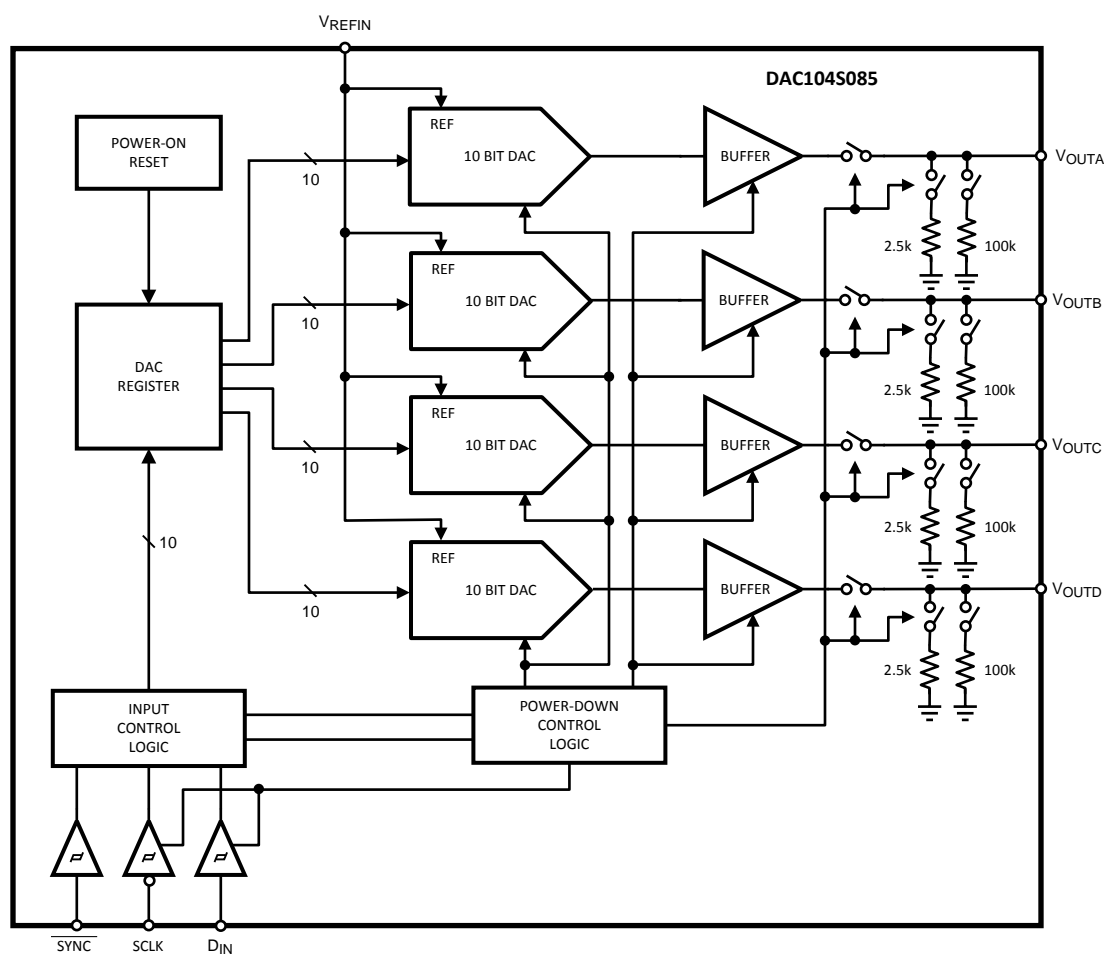 VREFIN
DAC104S085
POWER-ON
RESET
REF
10 BIT DAC
BUFFER
VOUTA
10
2.5k
100k
REF
10 BIT DAC
BUFFER
VOUTB
10
2.5k
100k
DAC
REGISTER
REF
10 BIT DAC
BUFFER
VOUTC
10
2.5k
100k
10
REF
10 BIT DAC
BUFFER
VOUTD
10
2.5k
100k
INPUT
CONTROL
LOGIC
POWER-DOWN
CONTROL
LOGIC
SYNC
SCLK
DIN